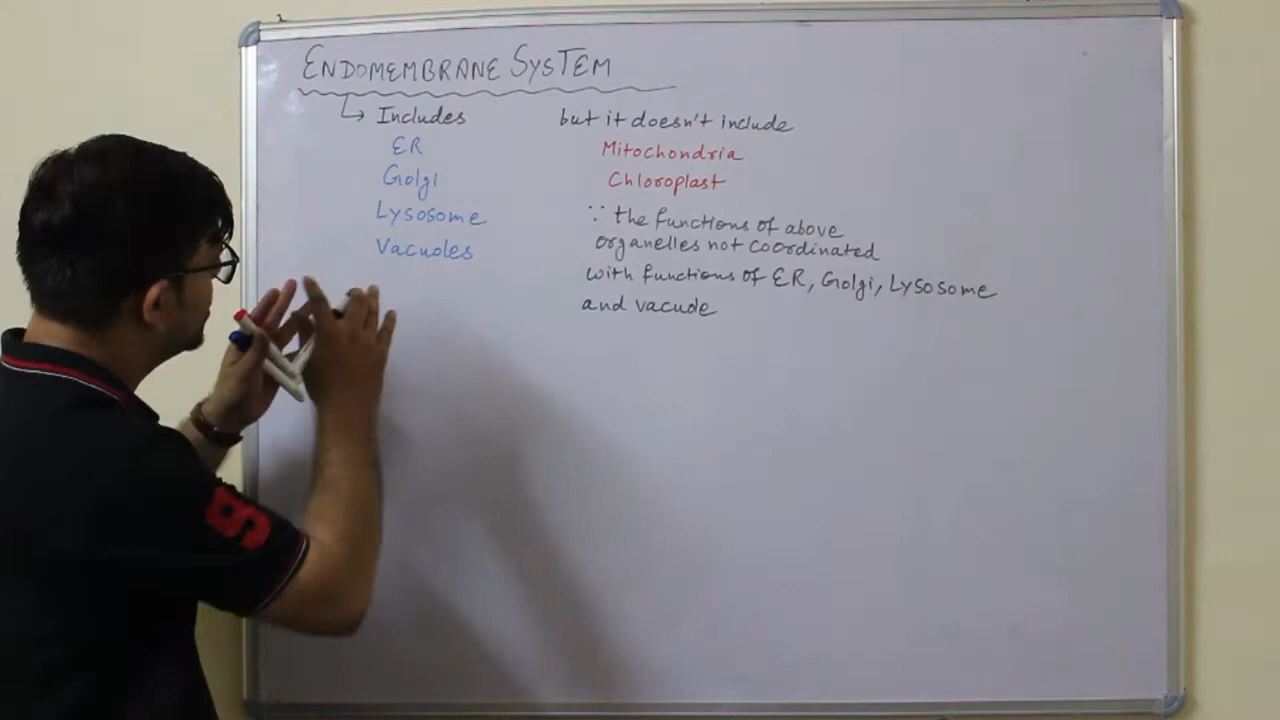 ENDOMEMBRANE SYSTEM
↳ Includes
ER
Golgi
Lysosome
Vacuoles
but it doesn't include
Mitochondria
Chloroplast
∵ the functions of above
organelles not coordinated
with functions of ER, Golgi, Lysosome
and vacuole
9